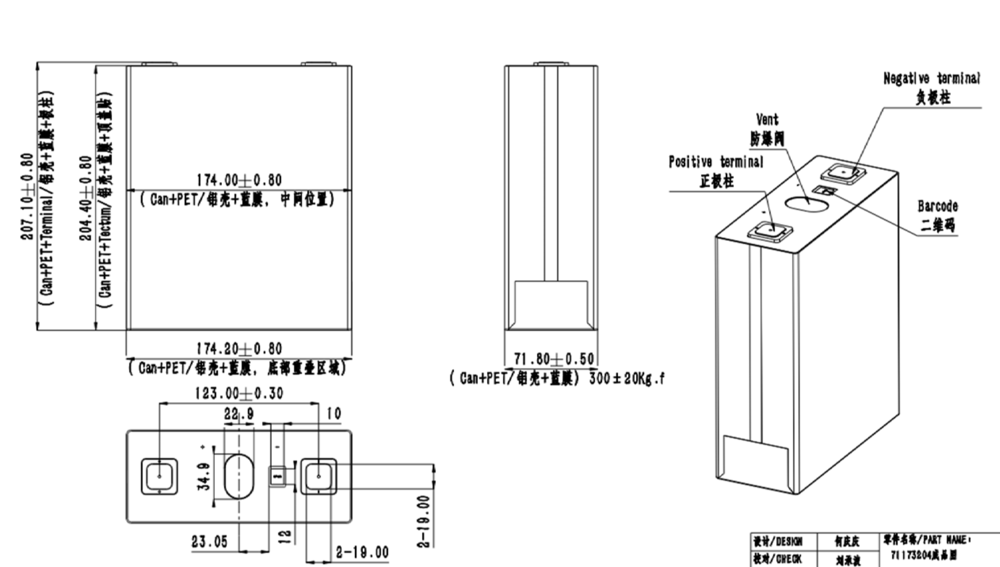 207.10±0.80
(Can+PET+Terminal/铝壳+蓝膜+极柱)
204.40±0.80
(Can+PET+Tectum/铝壳+蓝膜+顶盖贴)
174.00±0.80
(Can+PET/铝壳+蓝膜, 中间位置)
174.20±0.80
(Can+PET/铝壳+蓝膜, 底部重叠区域)
71.80±0.50
(Can+PET/铝壳+蓝膜) 300±20Kg.f
Negative terminal
负极柱
Vent
防爆阀
Positive terminal
正极柱
Barcode
二维码
123.00±0.30
22.9
10
+
-
34.9
23.05
12
2-19.00
2-19.00
设计/DESIGN
何庆庆
零件名称/PART NAME:
校对/CHECK
刘承波
71173204成品图